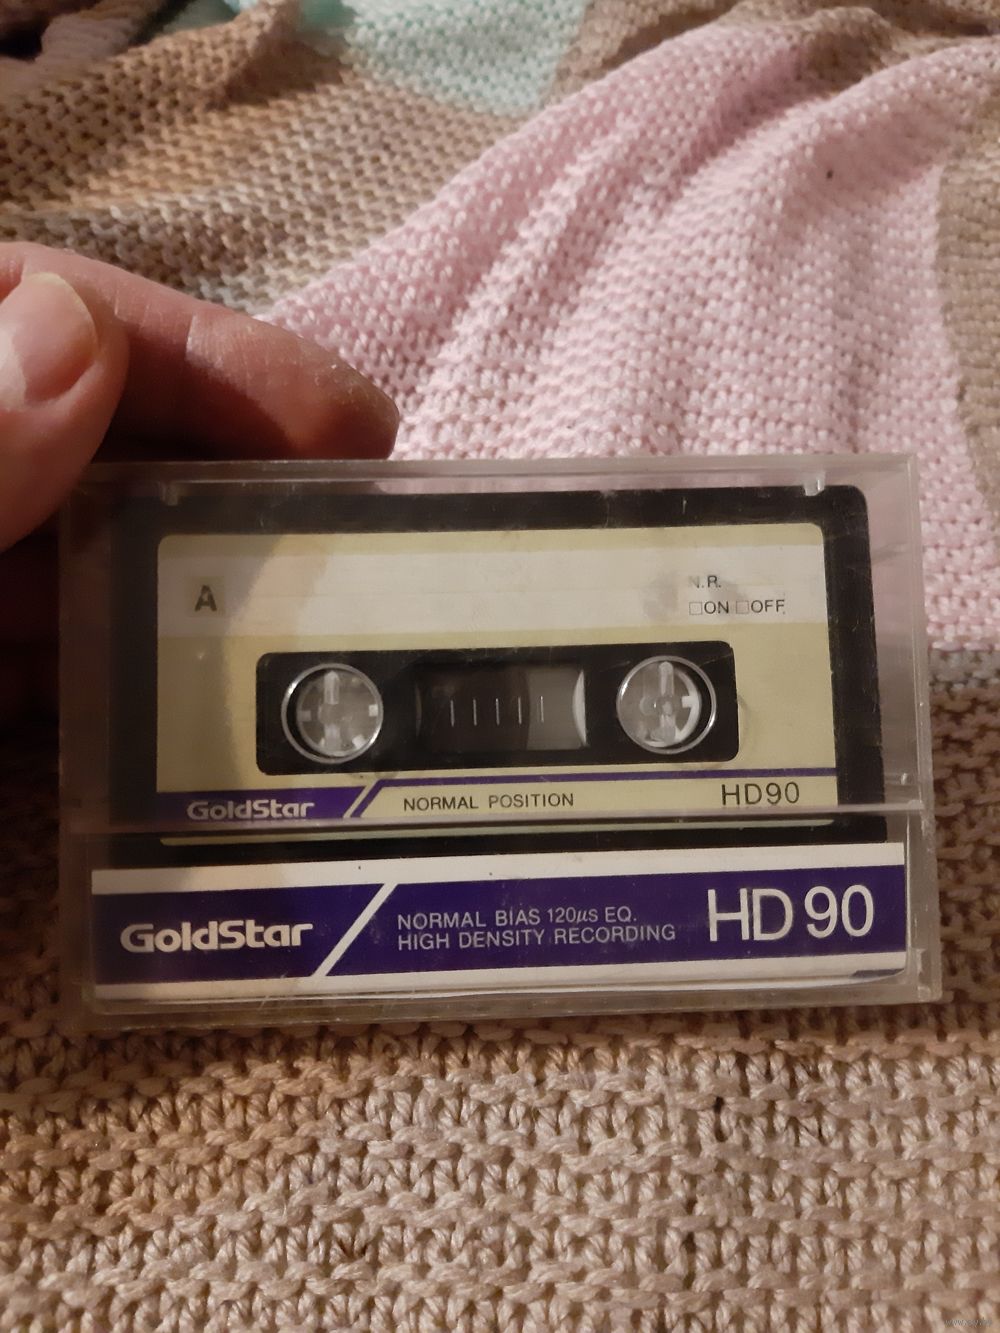 A
N.R.
□ON □OFF
GoldStar NORMAL POSITION HD90
GoldStar
NORMAL BIAS 120µs EQ.
HIGH DENSITY RECORDING
HD 90